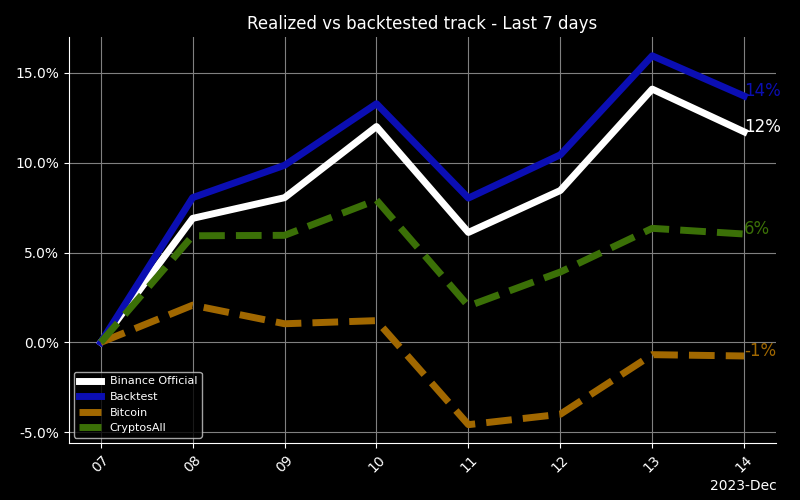 Realized vs backtested track - Last 7 days
15.0%
10.0%
5.0%
0.0%
-5.0%
14%
12%
6%
-1%
Binance Official
Backtest
Bitcoin
CryptosAll
07
08
09
10
11
12
13
14
2023-Dec